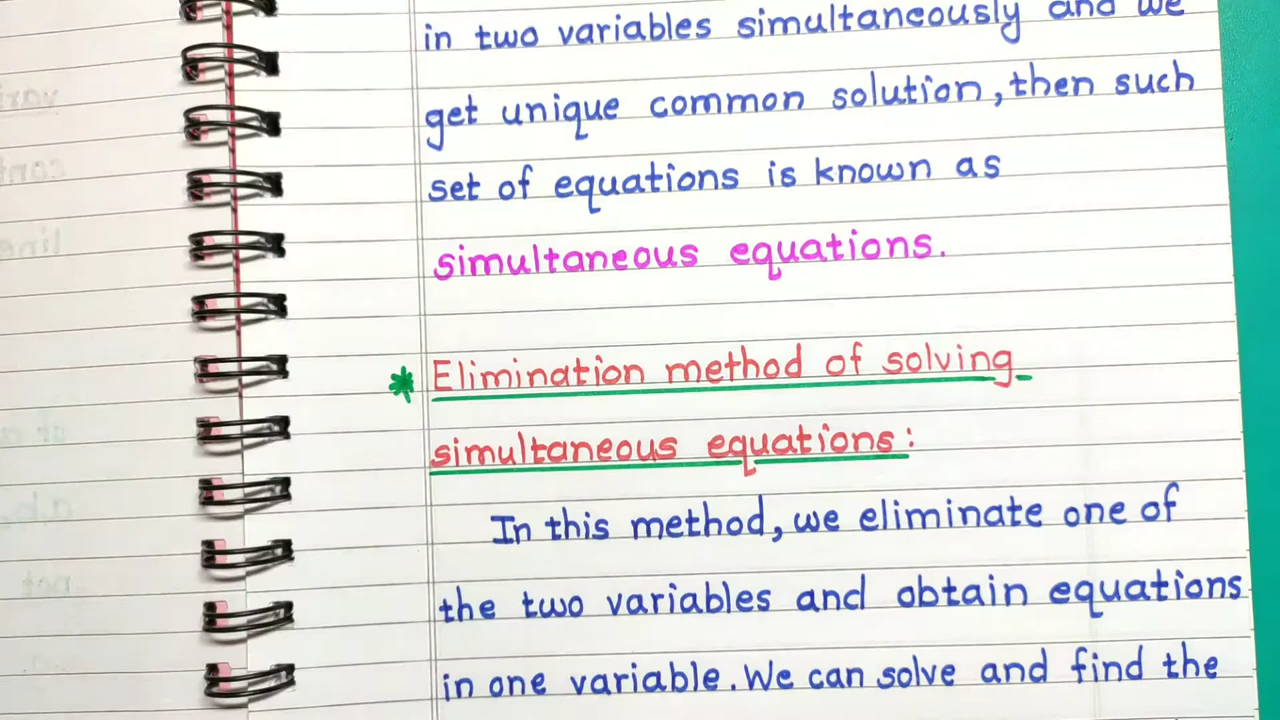 in two variables simultaneously and we
get unique common solution, then such
set of equations is known as
simultaneous equations.
* Elimination method of solving
simultaneous equations:
In this method, we eliminate one of
the two variables and obtain equations
in one variable. We can solve and find the